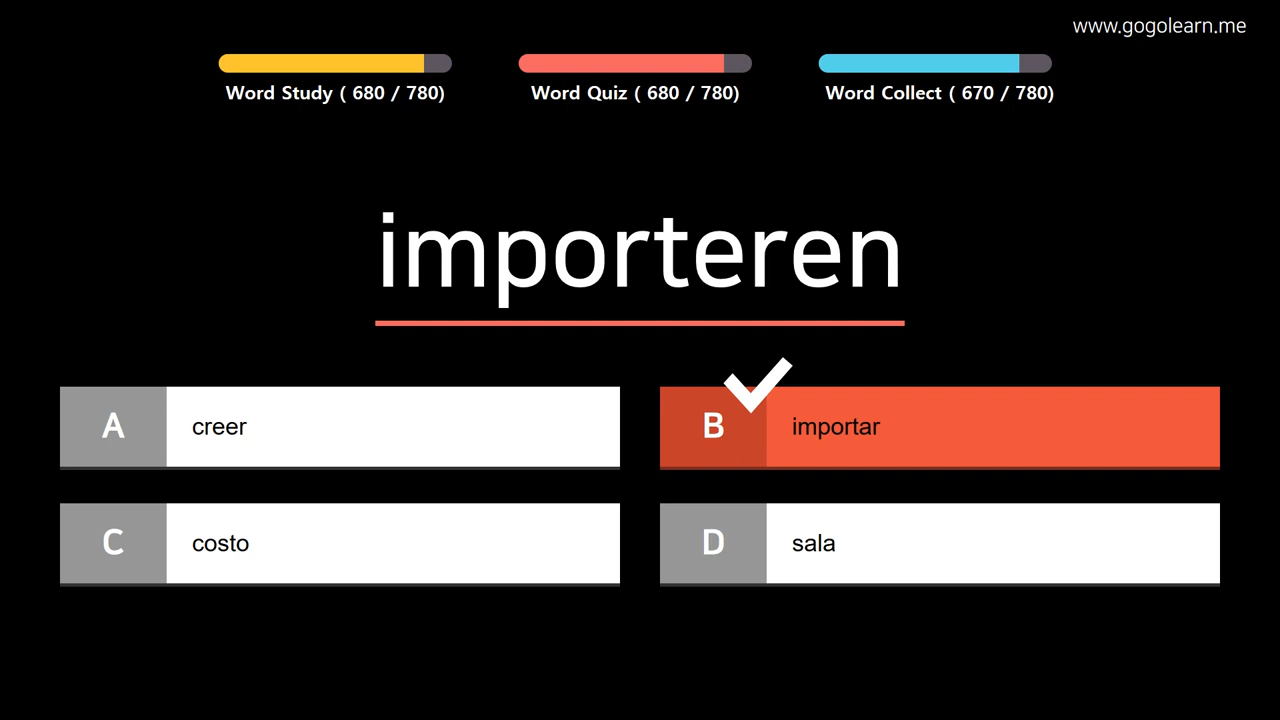 www.gogolearn.me
Word Study ( 680 / 780)
Word Quiz ( 680 / 780)
Word Collect ( 670 / 780)
importeren
A creer
B importar
C costo
D sala